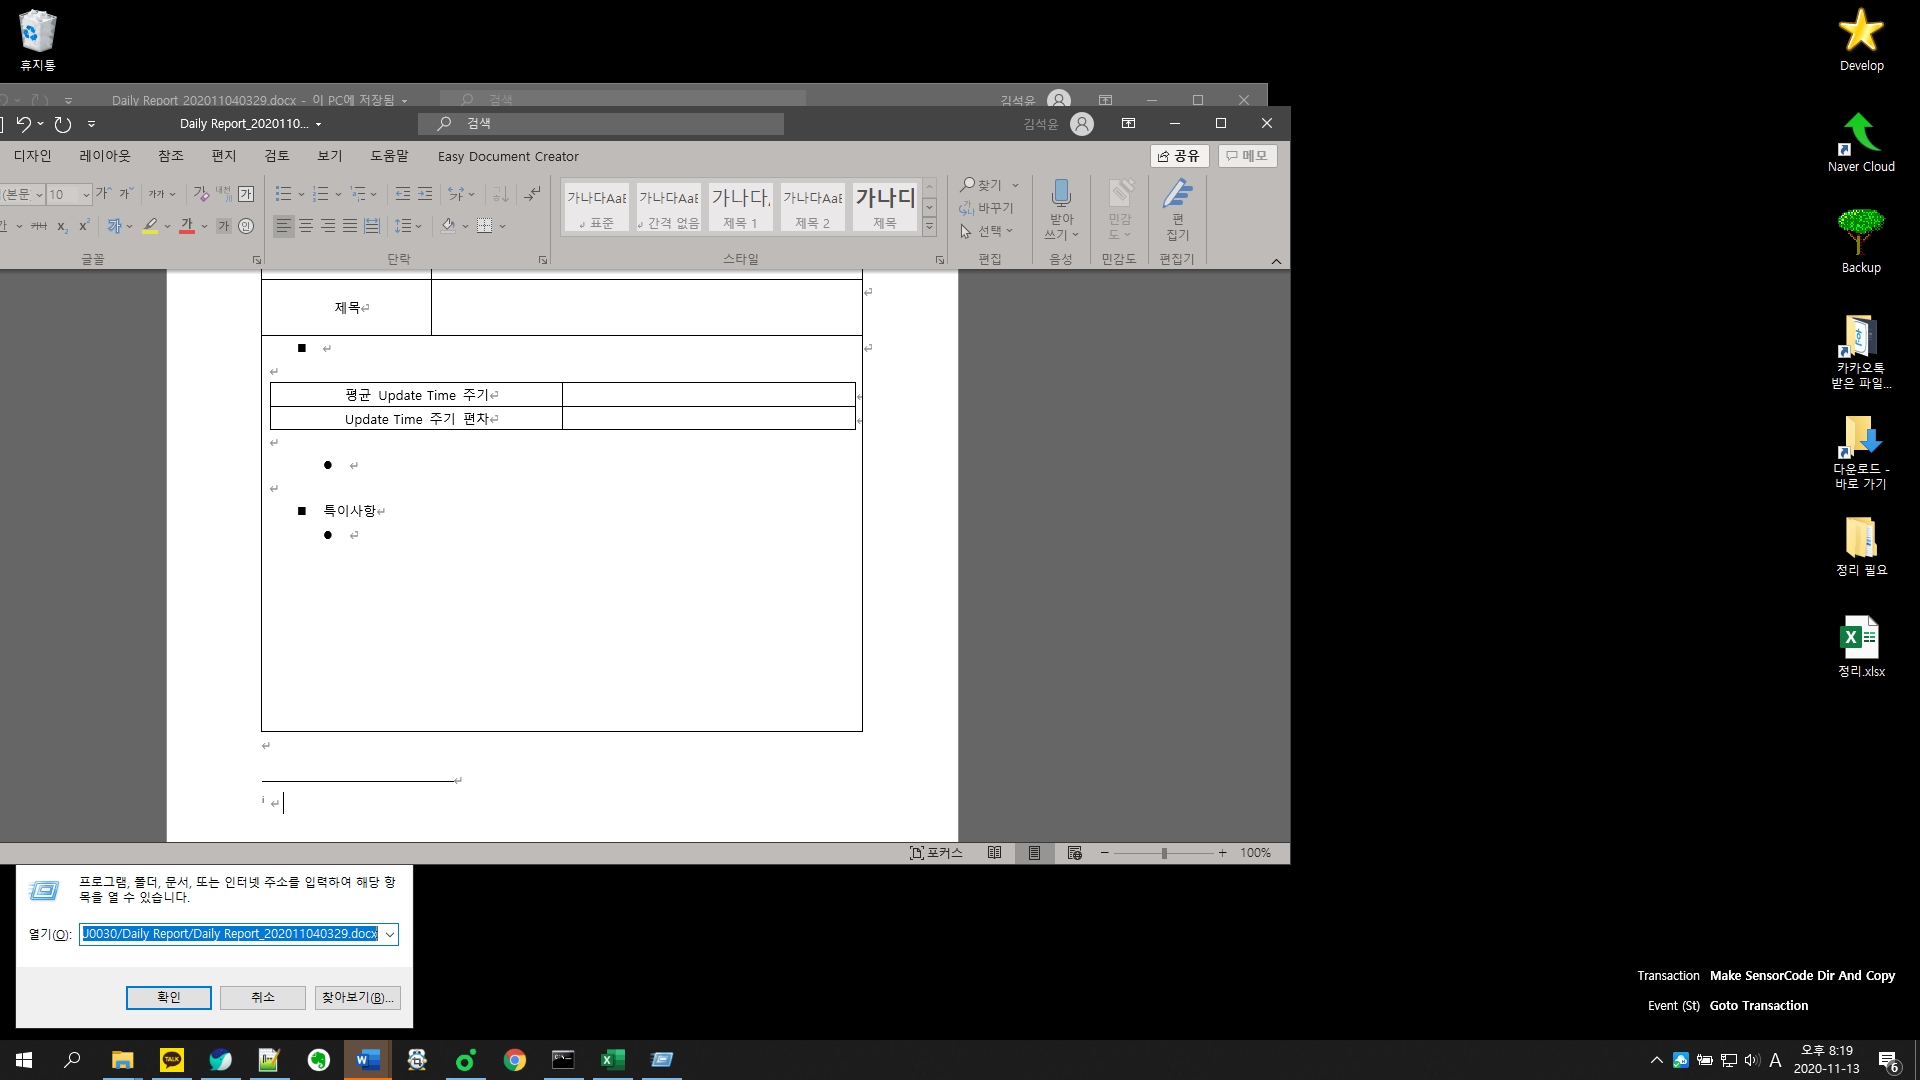 휴지통
Develop
Daily Report_202011040329.docx - 이 PC에 저장됨
검색
김석윤
Daily Report_2020110...
검색
김석윤
Naver Cloud
디자인 레이아웃 참조 편지 검토 보기 도움말 Easy Document Creator
공유 메모
(본문 10
가나다AaB 가나다AaB 가나다 가나다AaB 가나다
표준 간격 없음 제목 1 제목 2 제목
찾기
바꾸기
선택
받아
쓰기
민감
도
편
집기
글꼴 단락 스타일 편집 음성 민감도 편집기
Backup
제목
평균 Update Time 주기
Update Time 주기 편차
특이사항
i
카카오톡
받은 파일...
다운로드 -
바로 가기
정리 필요
정리.xlsx
포커스
100%
프로그램, 폴더, 문서, 또는 인터넷 주소를 입력하여 해당 항
목을 열 수 있습니다.
열기(O): J0030/Daily Report/Daily Report_202011040329.docx
확인 취소 찾아보기(B)...
Transaction Make SensorCode Dir And Copy
Event (St) Goto Transaction
TALK
A
오후 8:19
2020-11-13
6